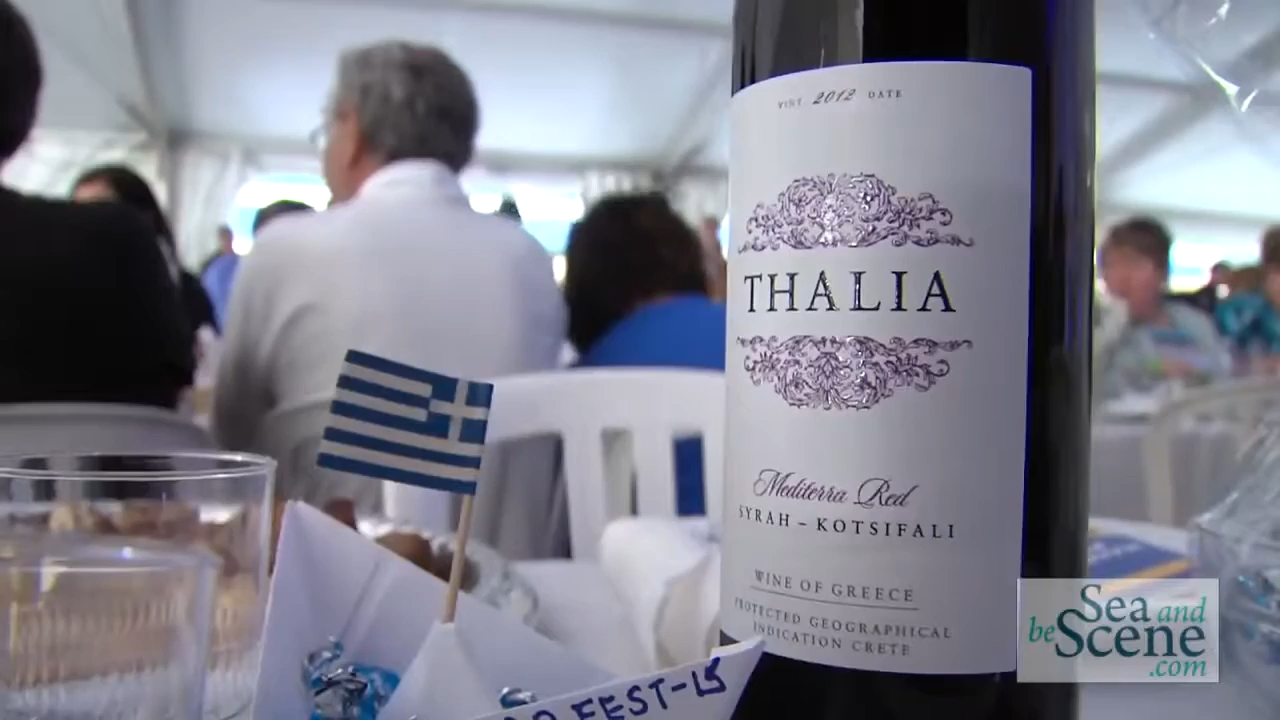 VINT 2012 DATE
THALIA
Mediterra Red
SYRAH – KOTSIFALI
WINE OF GREECE
PROTECTED GEOGRAPHICAL
INDICATION CRETE
FEST-15
Sea and
be Scene
.com